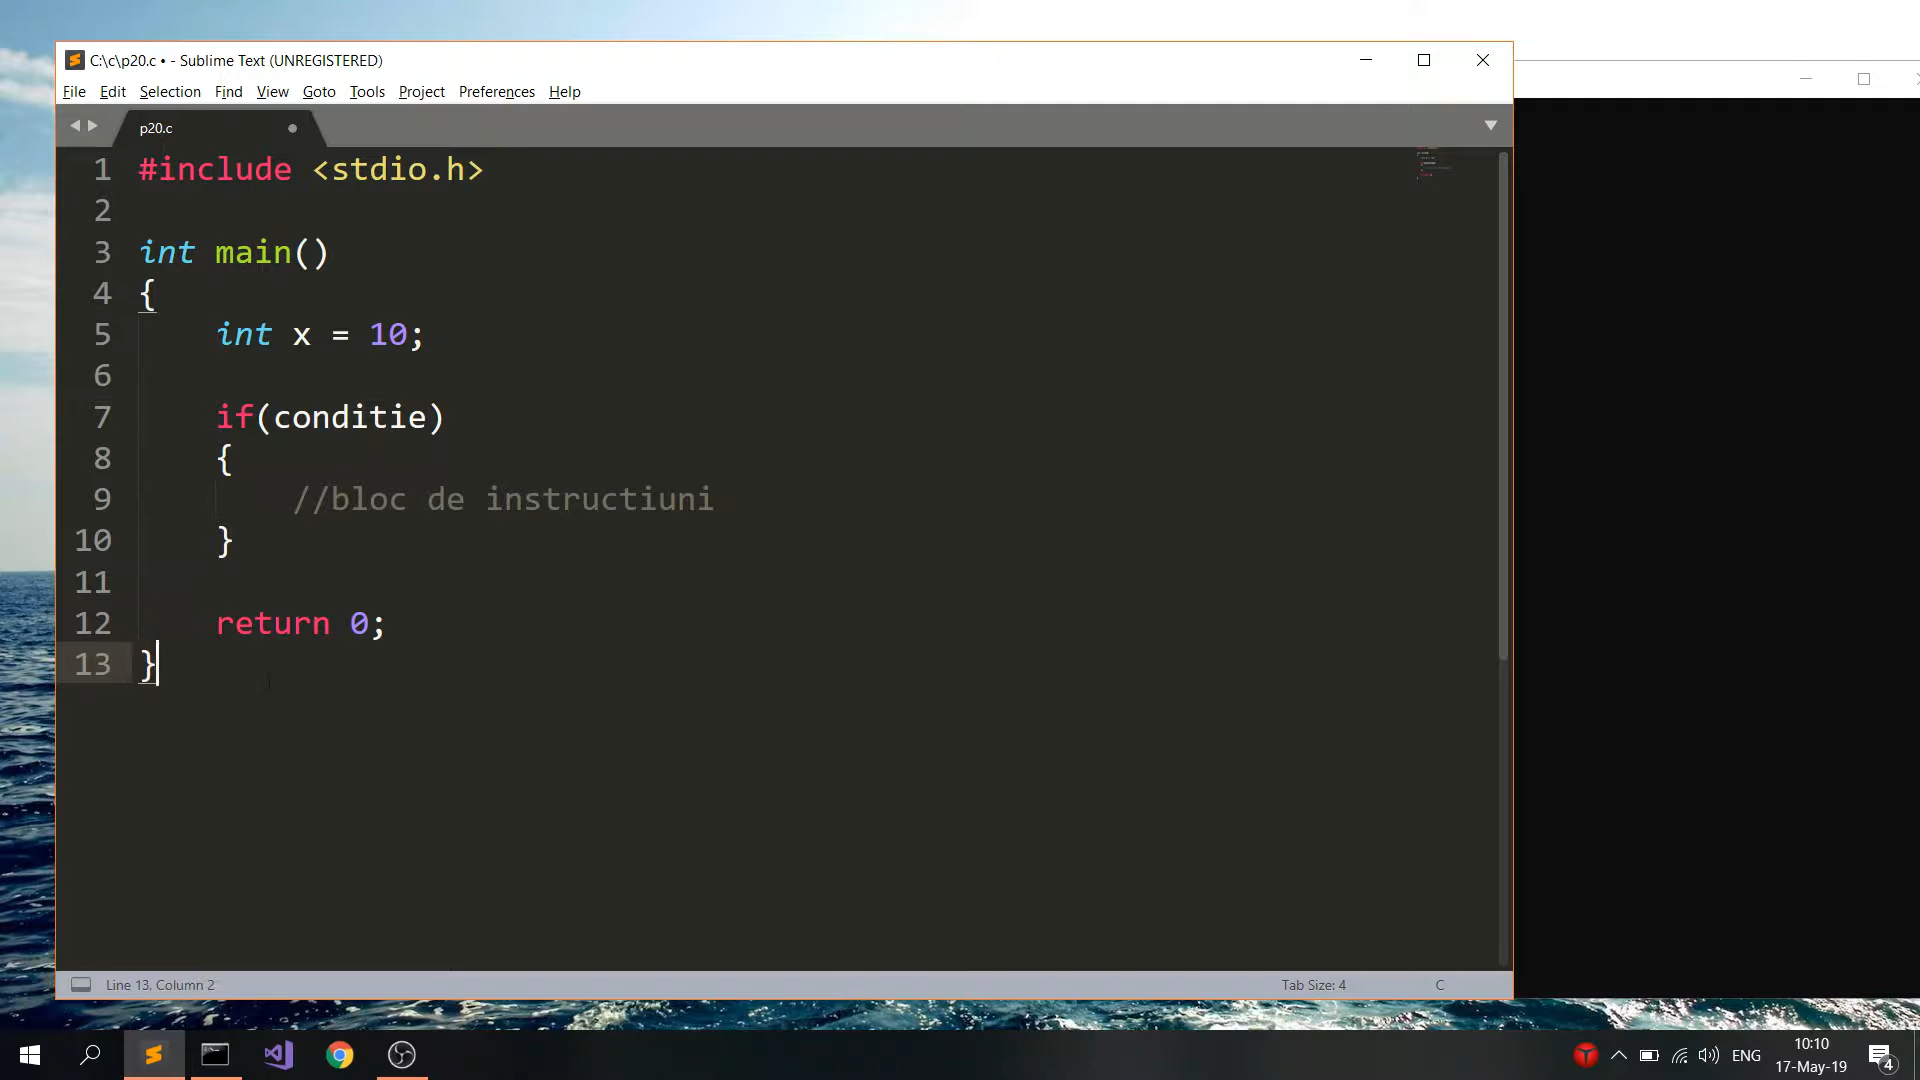 C:\c\p20.c • - Sublime Text (UNREGISTERED)
File Edit Selection Find View Goto Tools Project Preferences Help
p20.c
1 #include <stdio.h>
2
3 int main()
4 {
5 int x = 10;
6
7 if(conditie)
8 {
9 //bloc de instructiuni
10 }
11
12 return 0;
13 }
Line 13, Column 2 Tab Size: 4 C
ENG
10:10
17-May-19
4